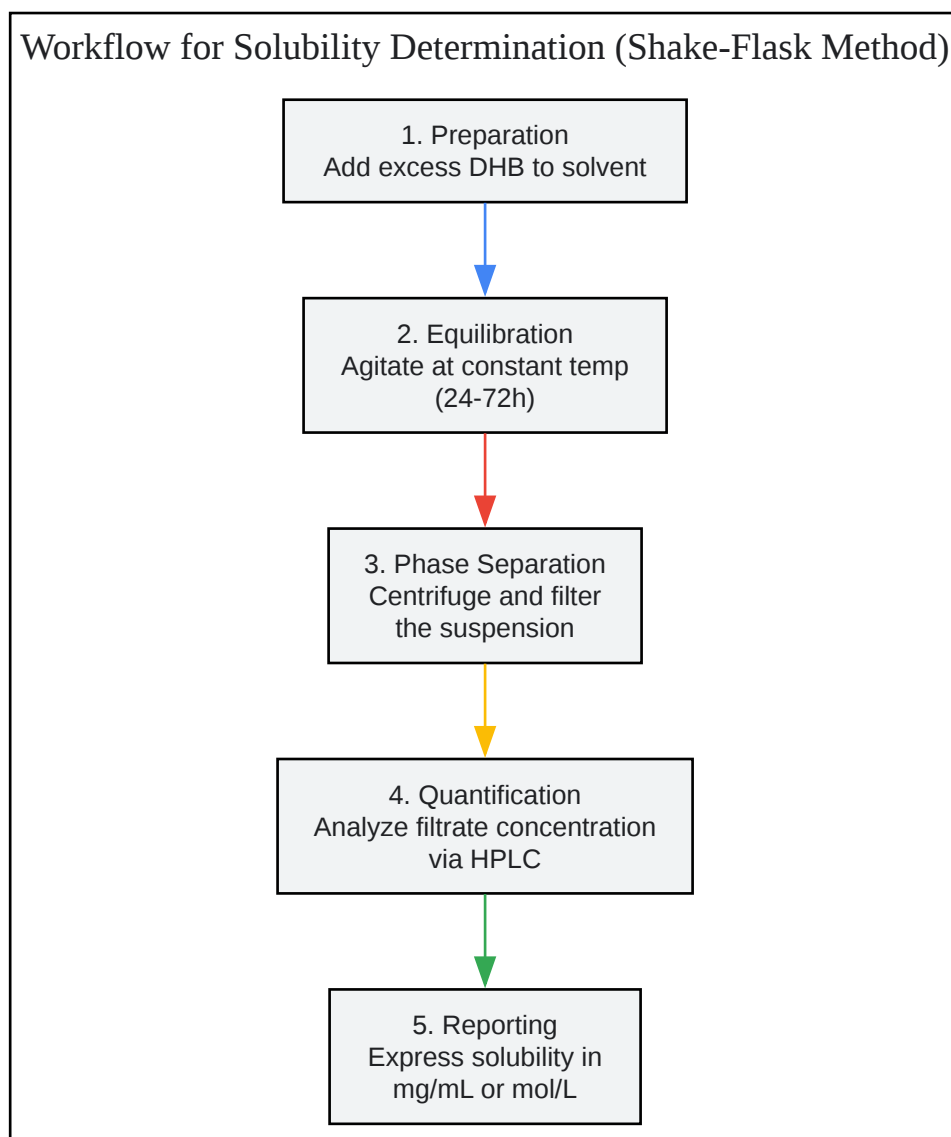 Workflow for Solubility Determination (Shake-Flask Method)
1. Preparation
Add excess DHB to solvent
2. Equilibration
Agitate at constant temp
(24-72h)
3. Phase Separation
Centrifuge and filter
the suspension
4. Quantification
Analyze filtrate concentration
via HPLC
5. Reporting
Express solubility in
mg/mL or mol/L